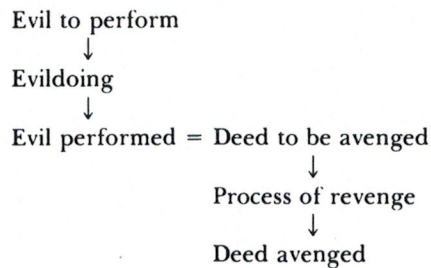 Evil to perform
↓
Evildoing
↓
Evil performed = Deed to be avenged
↓
Process of revenge
↓
Deed avenged